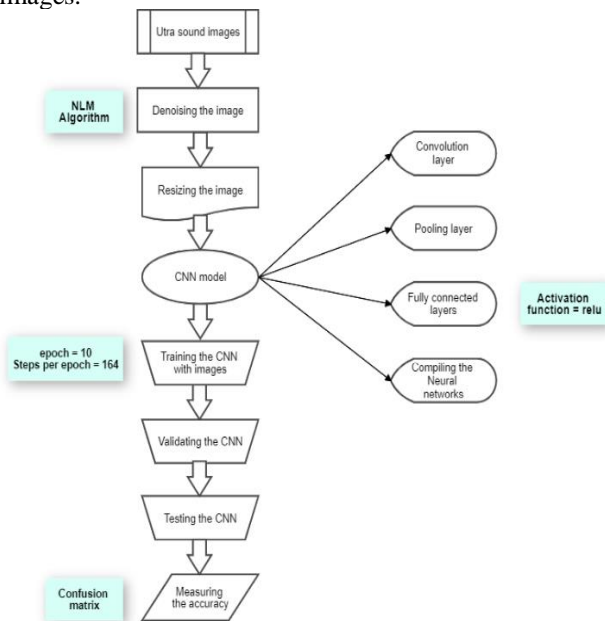 images.
Utra sound images
NLM
Algorithm
Denoising the image
Resizing the image
CNN model
Convolution
layer
Pooling layer
Fully connected
layers
Activation
function = relu
Compiling the
Neural
networks
epoch = 10
Steps per epoch = 164
Training the CNN
with images
Validating the CNN
Testing the CNN
Confusion
matrix
Measuring
the accuracy